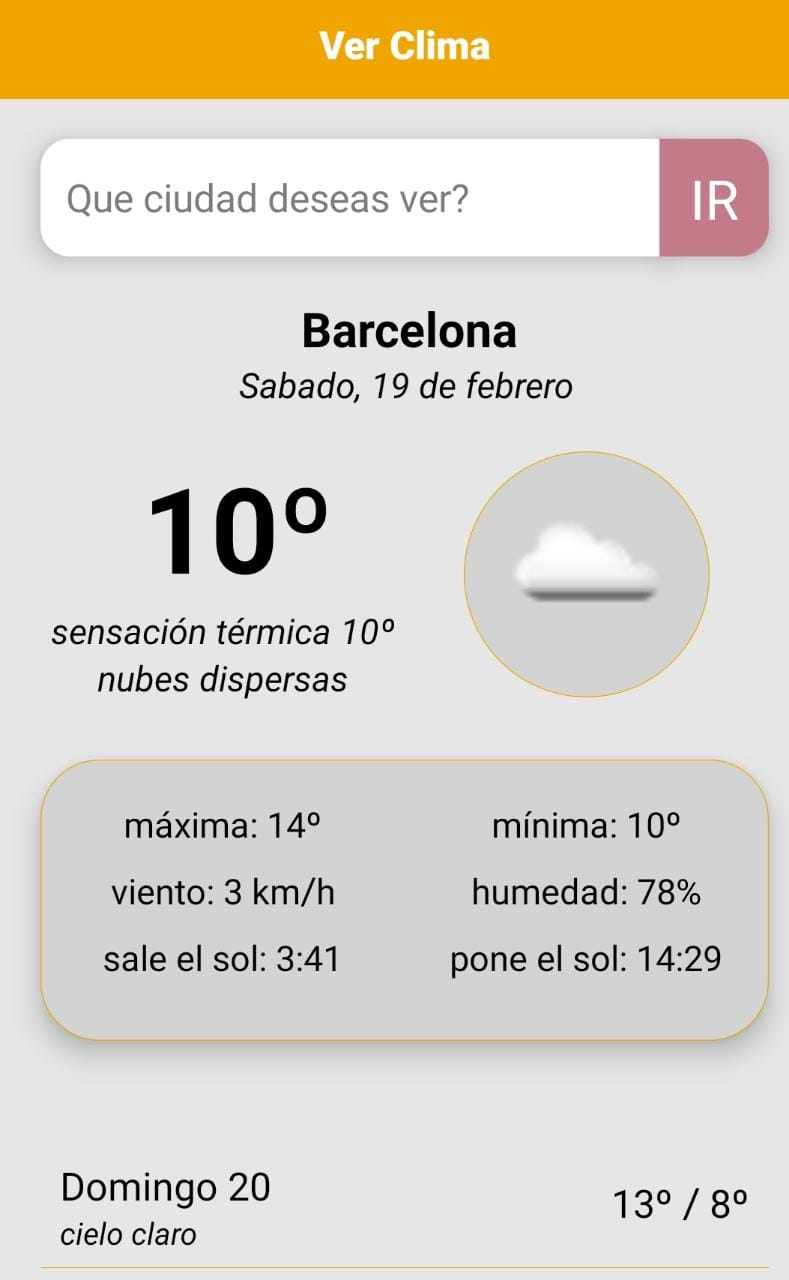 Ver Clima
Que ciudad deseas ver?
IR
Barcelona
Sabado, 19 de febrero
10º
sensación térmica 10º
nubes dispersas
máxima: 14º
mínima: 10º
viento: 3 km/h
humedad: 78%
sale el sol: 3:41
pone el sol: 14:29
Domingo 20
13º / 8º
cielo claro